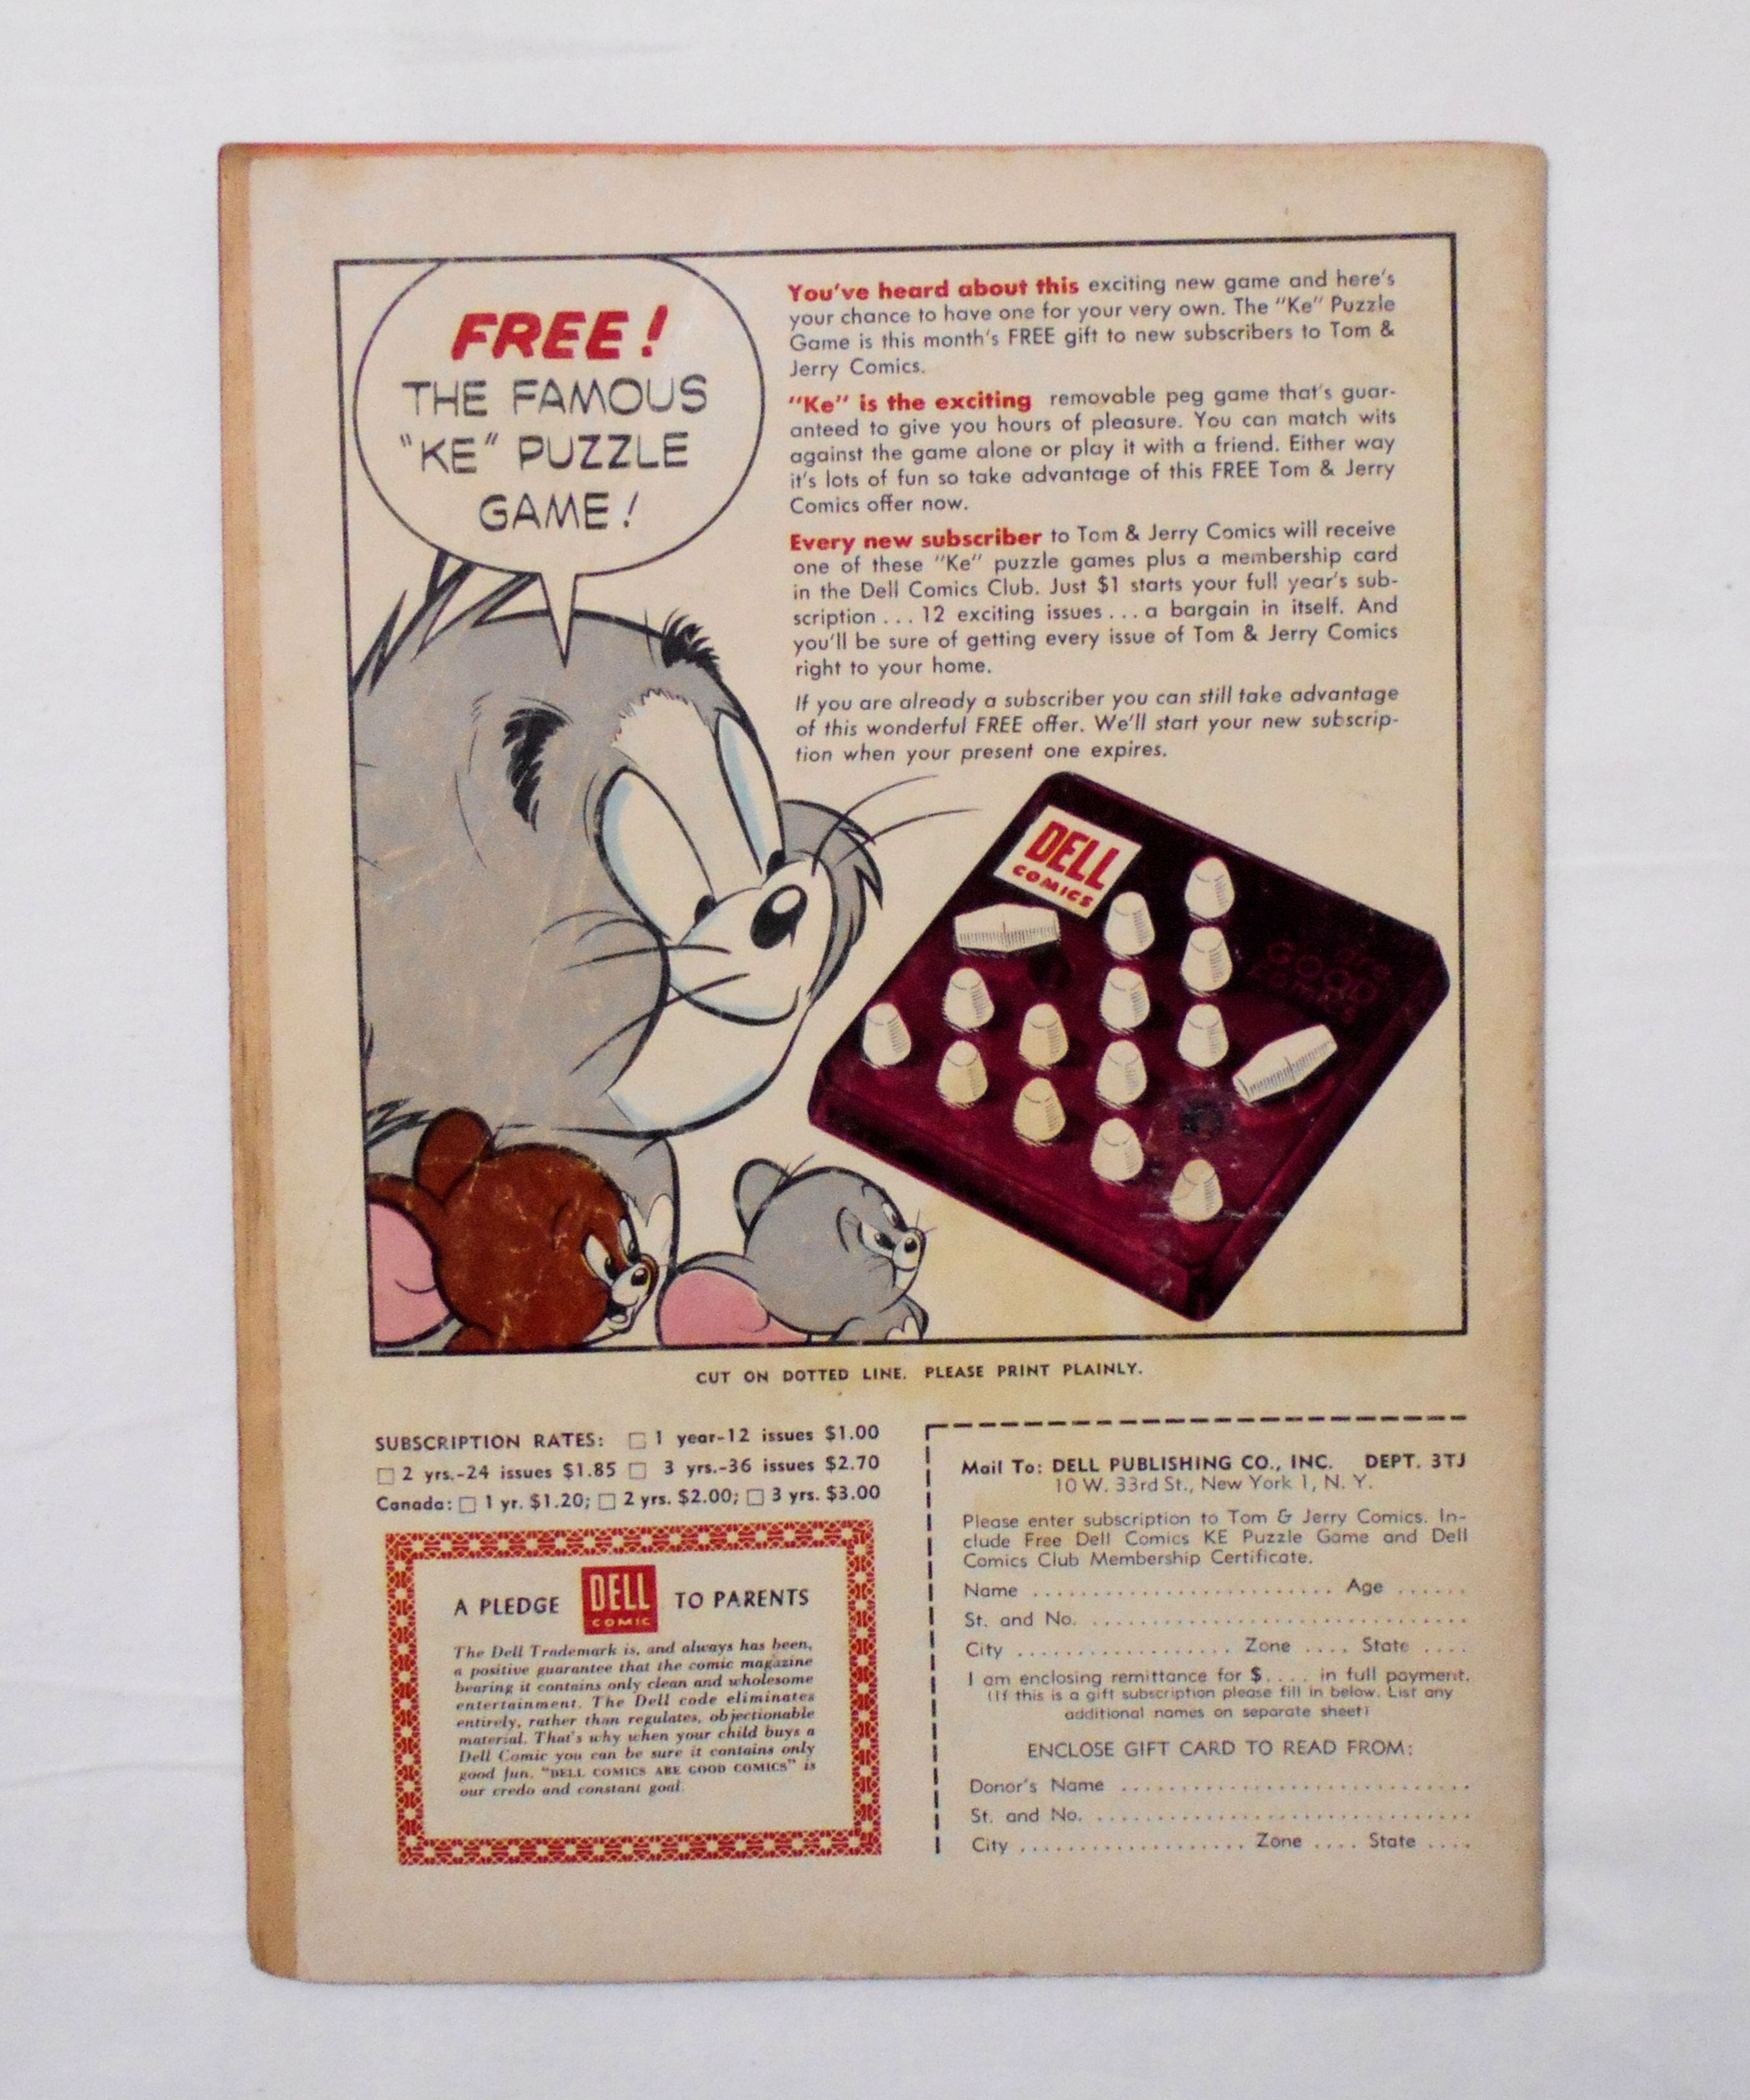 FREE!
THE FAMOUS
"KE" PUZZLE
GAME!
You've heard about this exciting new game and here's
your chance to have one for your very own. The "Ke" Puzzle
Game is this month's FREE gift to new subscribers to Tom &
Jerry Comics.
"Ke" is the exciting removable peg game that's guar-
anteed to give you hours of pleasure. You can match wits
against the game alone or play it with a friend. Either way
it's lots of fun so take advantage of this FREE Tom & Jerry
Comics offer now.
Every new subscriber to Tom & Jerry Comics will receive
one of these "Ke" puzzle games plus a membership card
in the Dell Comics Club. Just $1 starts your full year's sub-
scription ... 12 exciting issues ... a bargain in itself. And
you'll be sure of getting every issue of Tom & Jerry Comics
right to your home.
If you are already a subscriber you can still take advantage
of this wonderful FREE offer. We'll start your new subscrip-
tion when your present one expires.
DELL
COMICS
are
GOOD
COMICS
CUT ON DOTTED LINE. PLEASE PRINT PLAINLY.
SUBSCRIPTION RATES: □ 1 year-12 issues $1.00
□ 2 yrs.-24 issues $1.85 □ 3 yrs.-36 issues $2.70
Canada: □ 1 yr. $1.20; □ 2 yrs. $2.00; □ 3 yrs. $3.00
A PLEDGE DELL COMIC TO PARENTS
The Dell Trademark is, and always has been,
a positive guarantee that the comic magazine
bearing it contains only clean and wholesome
entertainment. The Dell code eliminates
entirely, rather than regulates, objectionable
material. That's why when your child buys a
Dell Comic you can be sure it contains only
good fun. "DELL COMICS ARE GOOD COMICS" is
our credo and constant goal.
Mail To: DELL PUBLISHING CO., INC. DEPT. 3TJ
10 W. 33rd St., New York 1, N. Y.
Please enter subscription to Tom & Jerry Comics. In-
clude Free Dell Comics KE Puzzle Game and Dell
Comics Club Membership Certificate.
Name .......................... Age ......
St. and No. .................................
City ................... Zone .... State ....
I am enclosing remittance for $.... in full payment.
(If this is a gift subscription please fill in below. List any
additional names on separate sheet)
ENCLOSE GIFT CARD TO READ FROM:
Donor's Name ..............................
St. and No. .................................
City .................... Zone .... State ....